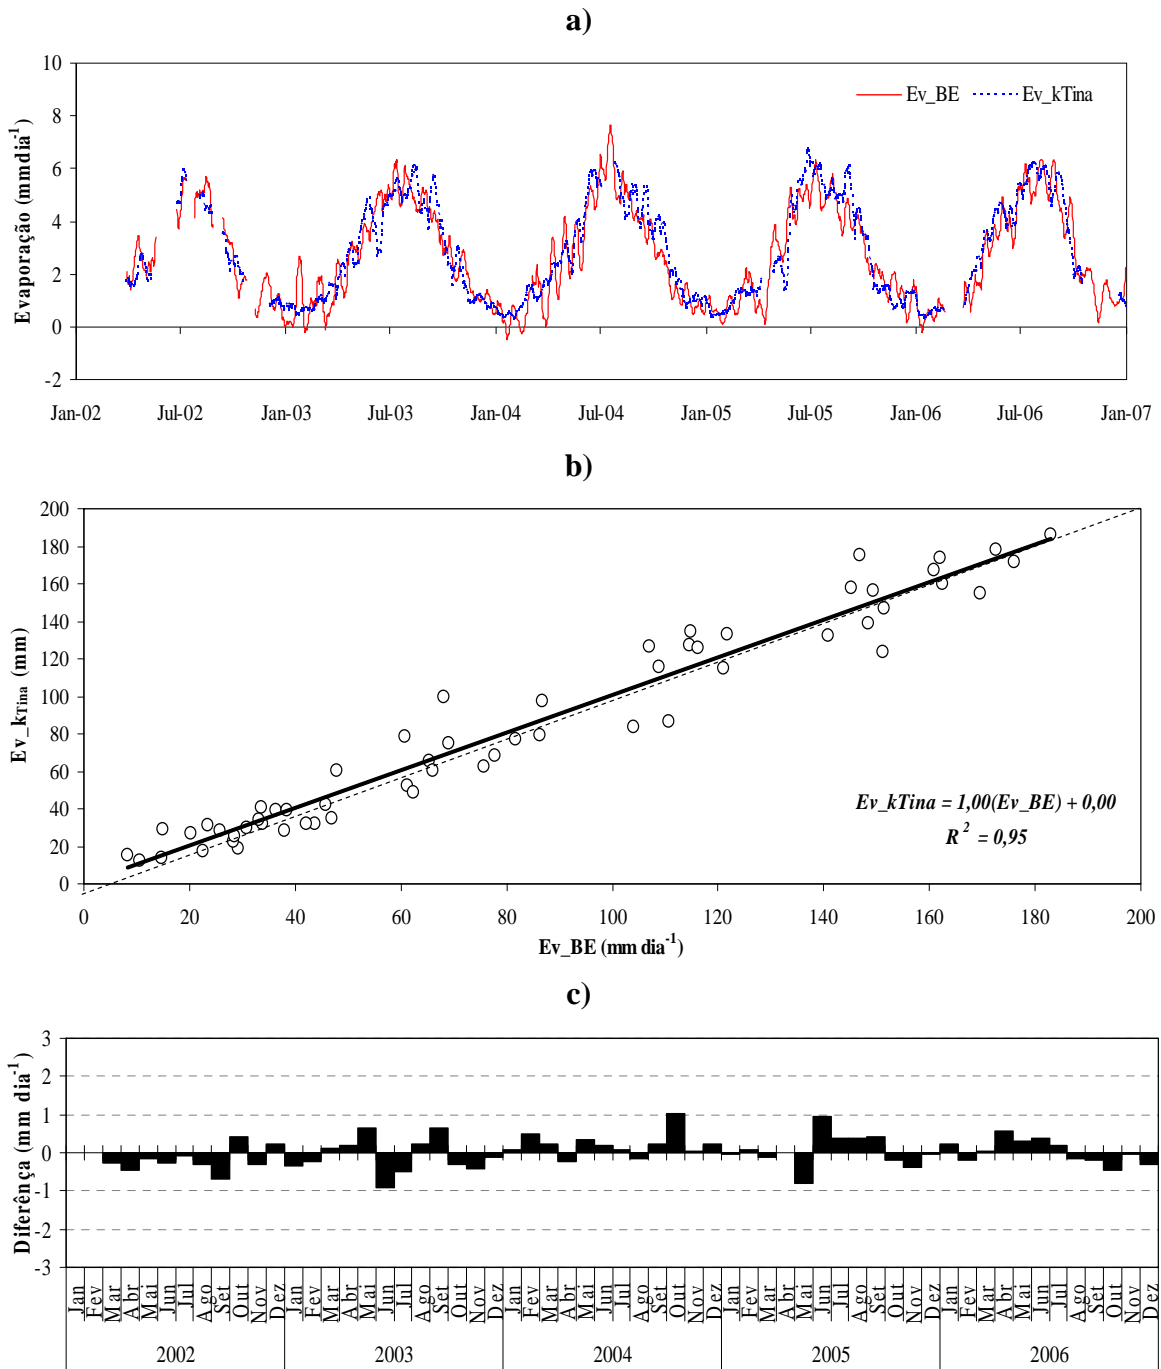 a)
10
8
6
4
2
0
-2
Evaporação (mmdia-1)
Ev_BE Ev_kTina
Jan-02 Jul-02 Jan-03 Jul-03 Jan-04 Jul-04 Jan-05 Jul-05 Jan-06 Jul-06 Jan-07
b)
200
180
160
140
120
100
80
60
40
20
0
Ev_kTina (mm)
Ev_kTina = 1,00(Ev_BE) + 0,00
R2 = 0,95
0 20 40 60 80 100 120 140 160 180 200
Ev_BE (mm dia-1)
c)
3
2
1
0
-1
-2
-3
Diferênça (mm dia-1)
Jan Fev Mar Abr Mai Jun Jul Ago Set Out Nov Dez Jan Fev Mar Abr Mai Jun Jul Ago Set Out Nov Dez Jan Fev Mar Abr Mai Jun Jul Ago Set Out Nov Dez Jan Fev Mar Abr Mai Jun Jul Ago Set Out Nov Dez Jan Fev Mar Abr Mai Jun Jul Ago Set Out Nov Dez
2002 2003 2004 2005 2006